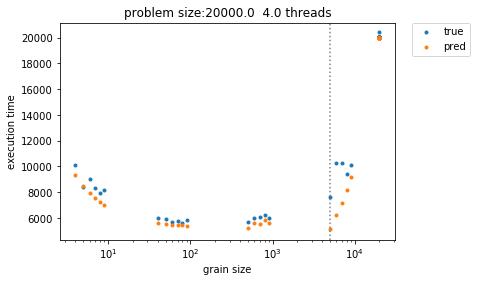 problem size:20000.0  4.0 threads
true
pred
execution time
20000
18000
16000
14000
12000
10000
8000
6000
10¹
10²
10³
10⁴
grain size